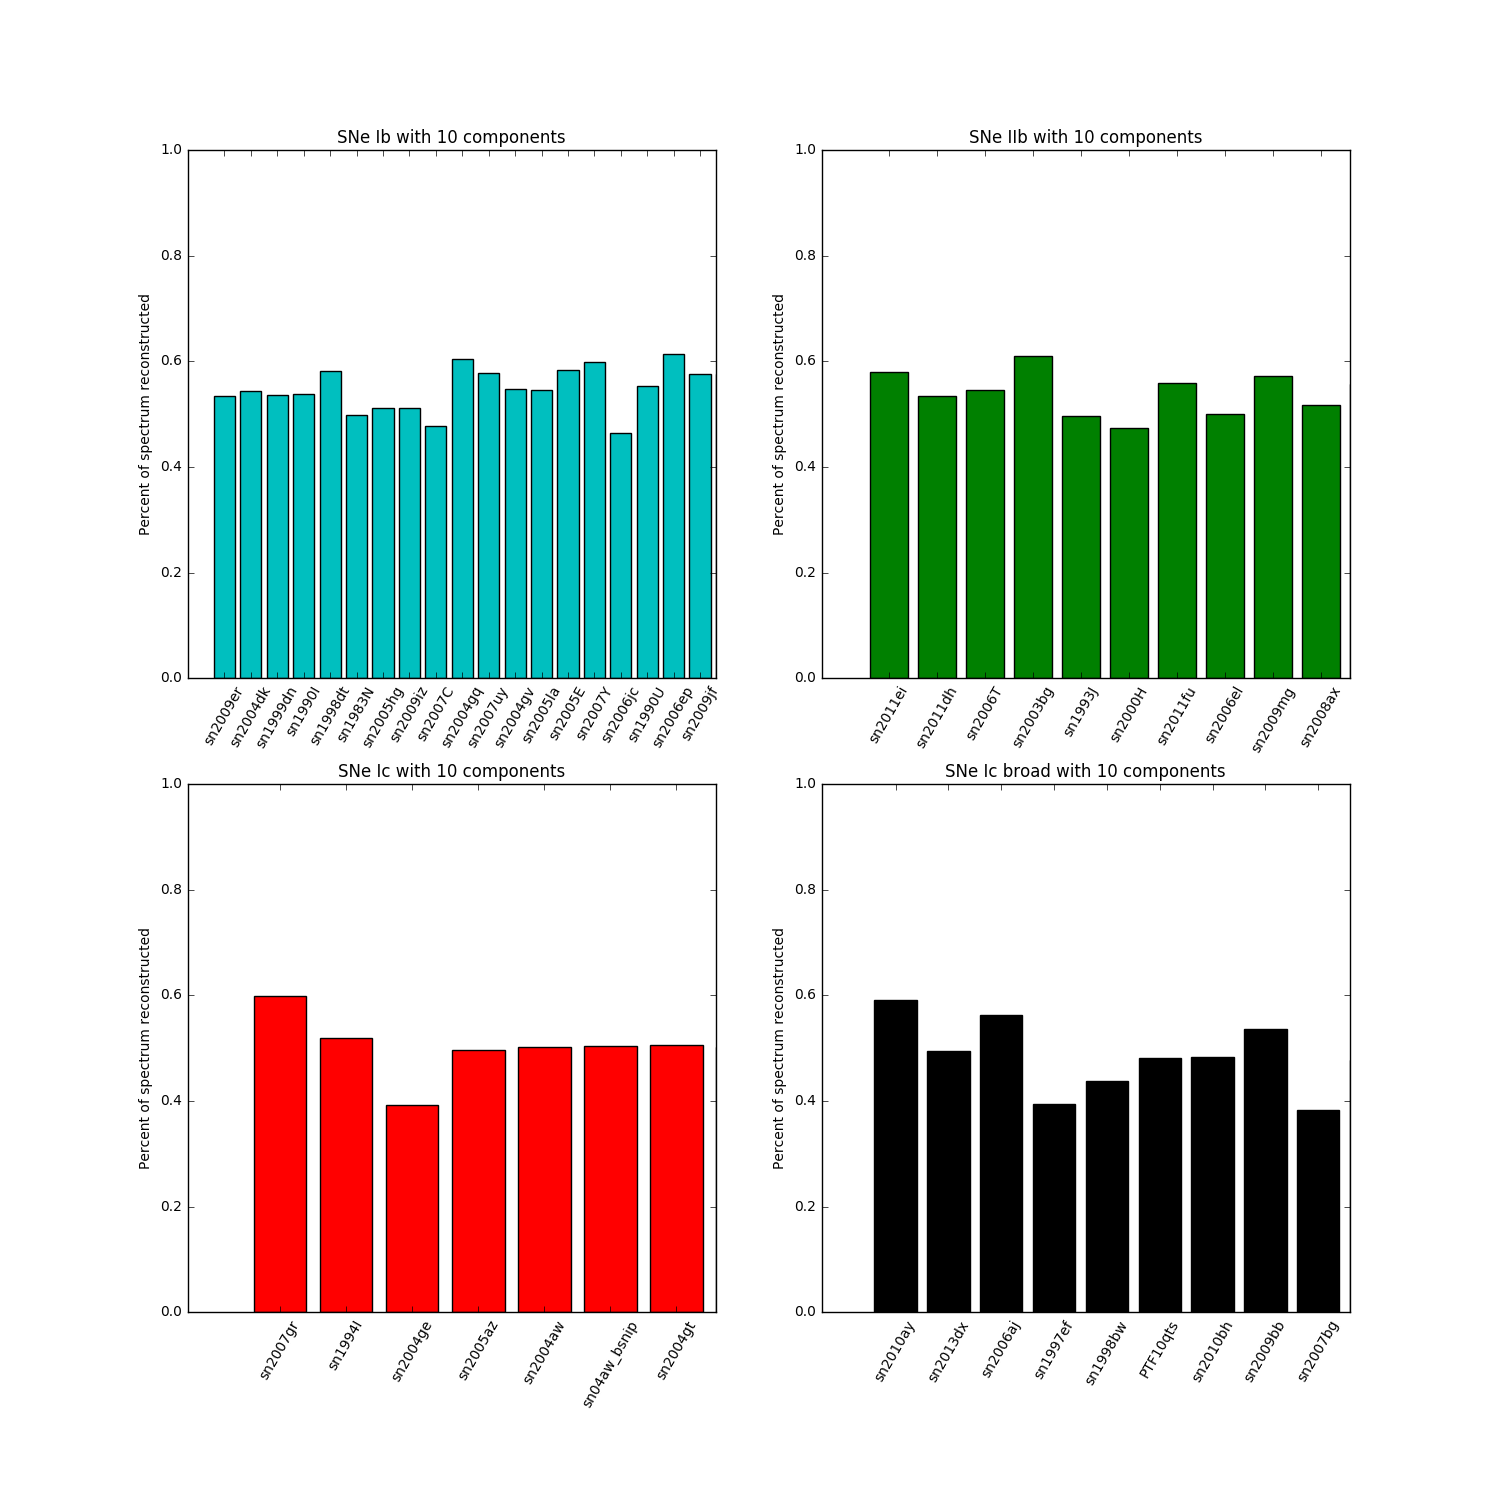 SNe Ib with 10 components
1.0
0.8
0.6
0.4
0.2
0.0
Percent of spectrum reconstructed
sn2009er
sn2004dk
sn1999dn
sn1990I
sn1998dt
sn1983N
sn2005hg
sn2009iz
sn2007C
sn2004gq
sn2007uy
sn2004gv
sn2005la
sn2005E
sn2007Y
sn2006jc
sn1990U
sn2006ep
sn2009jf
SNe IIb with 10 components
1.0
0.8
0.6
0.4
0.2
0.0
Percent of spectrum reconstructed
sn2011ei
sn2011dh
sn2006T
sn2003bg
sn1993J
sn2000H
sn2011fu
sn2006el
sn2009mg
sn2008ax
SNe Ic with 10 components
1.0
0.8
0.6
0.4
0.2
0.0
Percent of spectrum reconstructed
sn2007gr
sn1994I
sn2004ge
sn2005az
sn2004aw
sn04aw_bsnip
sn2004gt
SNe Ic broad with 10 components
1.0
0.8
0.6
0.4
0.2
0.0
Percent of spectrum reconstructed
sn2010ay
sn2013dx
sn2006aj
sn1997ef
sn1998bw
PTF10qts
sn2010bh
sn2009bb
sn2007bg